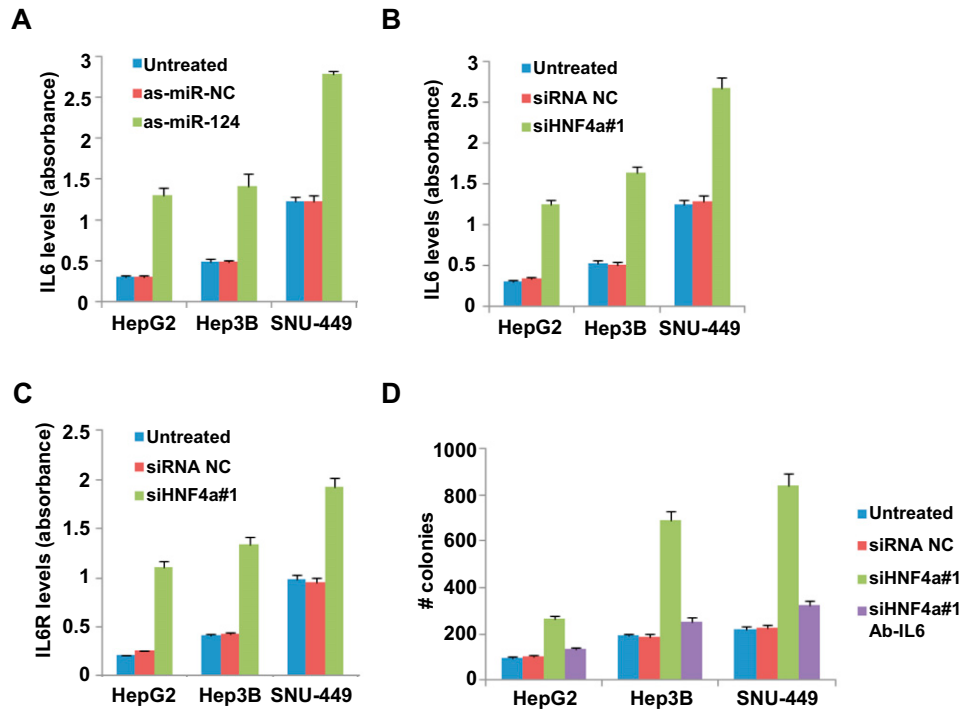 A
IL6 levels (absorbance)
3
2.5
2
1.5
1
0.5
0
Untreated
as-miR-NC
as-miR-124
HepG2 Hep3B SNU-449
B
IL6 levels (absorbance)
3
2.5
2
1.5
1
0.5
0
Untreated
siRNA NC
siHNF4a#1
HepG2 Hep3B SNU-449
C
IL6R levels (absorbance)
2.5
2
1.5
1
0.5
0
Untreated
siRNA NC
siHNF4a#1
HepG2 Hep3B SNU-449
D
# colonies
1000
800
600
400
200
0
HepG2 Hep3B SNU-449
Untreated
siRNA NC
siHNF4a#1
siHNF4a#1
Ab-IL6